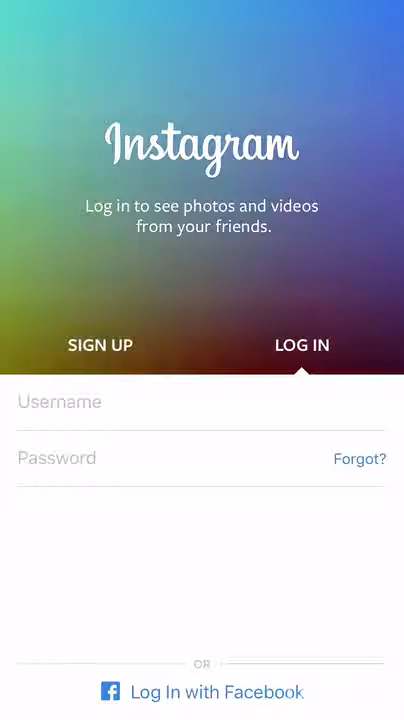 Instagram
Log in to see photos and videos
from your friends.
SIGN UP
LOG IN
Username
Password
Forgot?
OR
Log In with Facebook